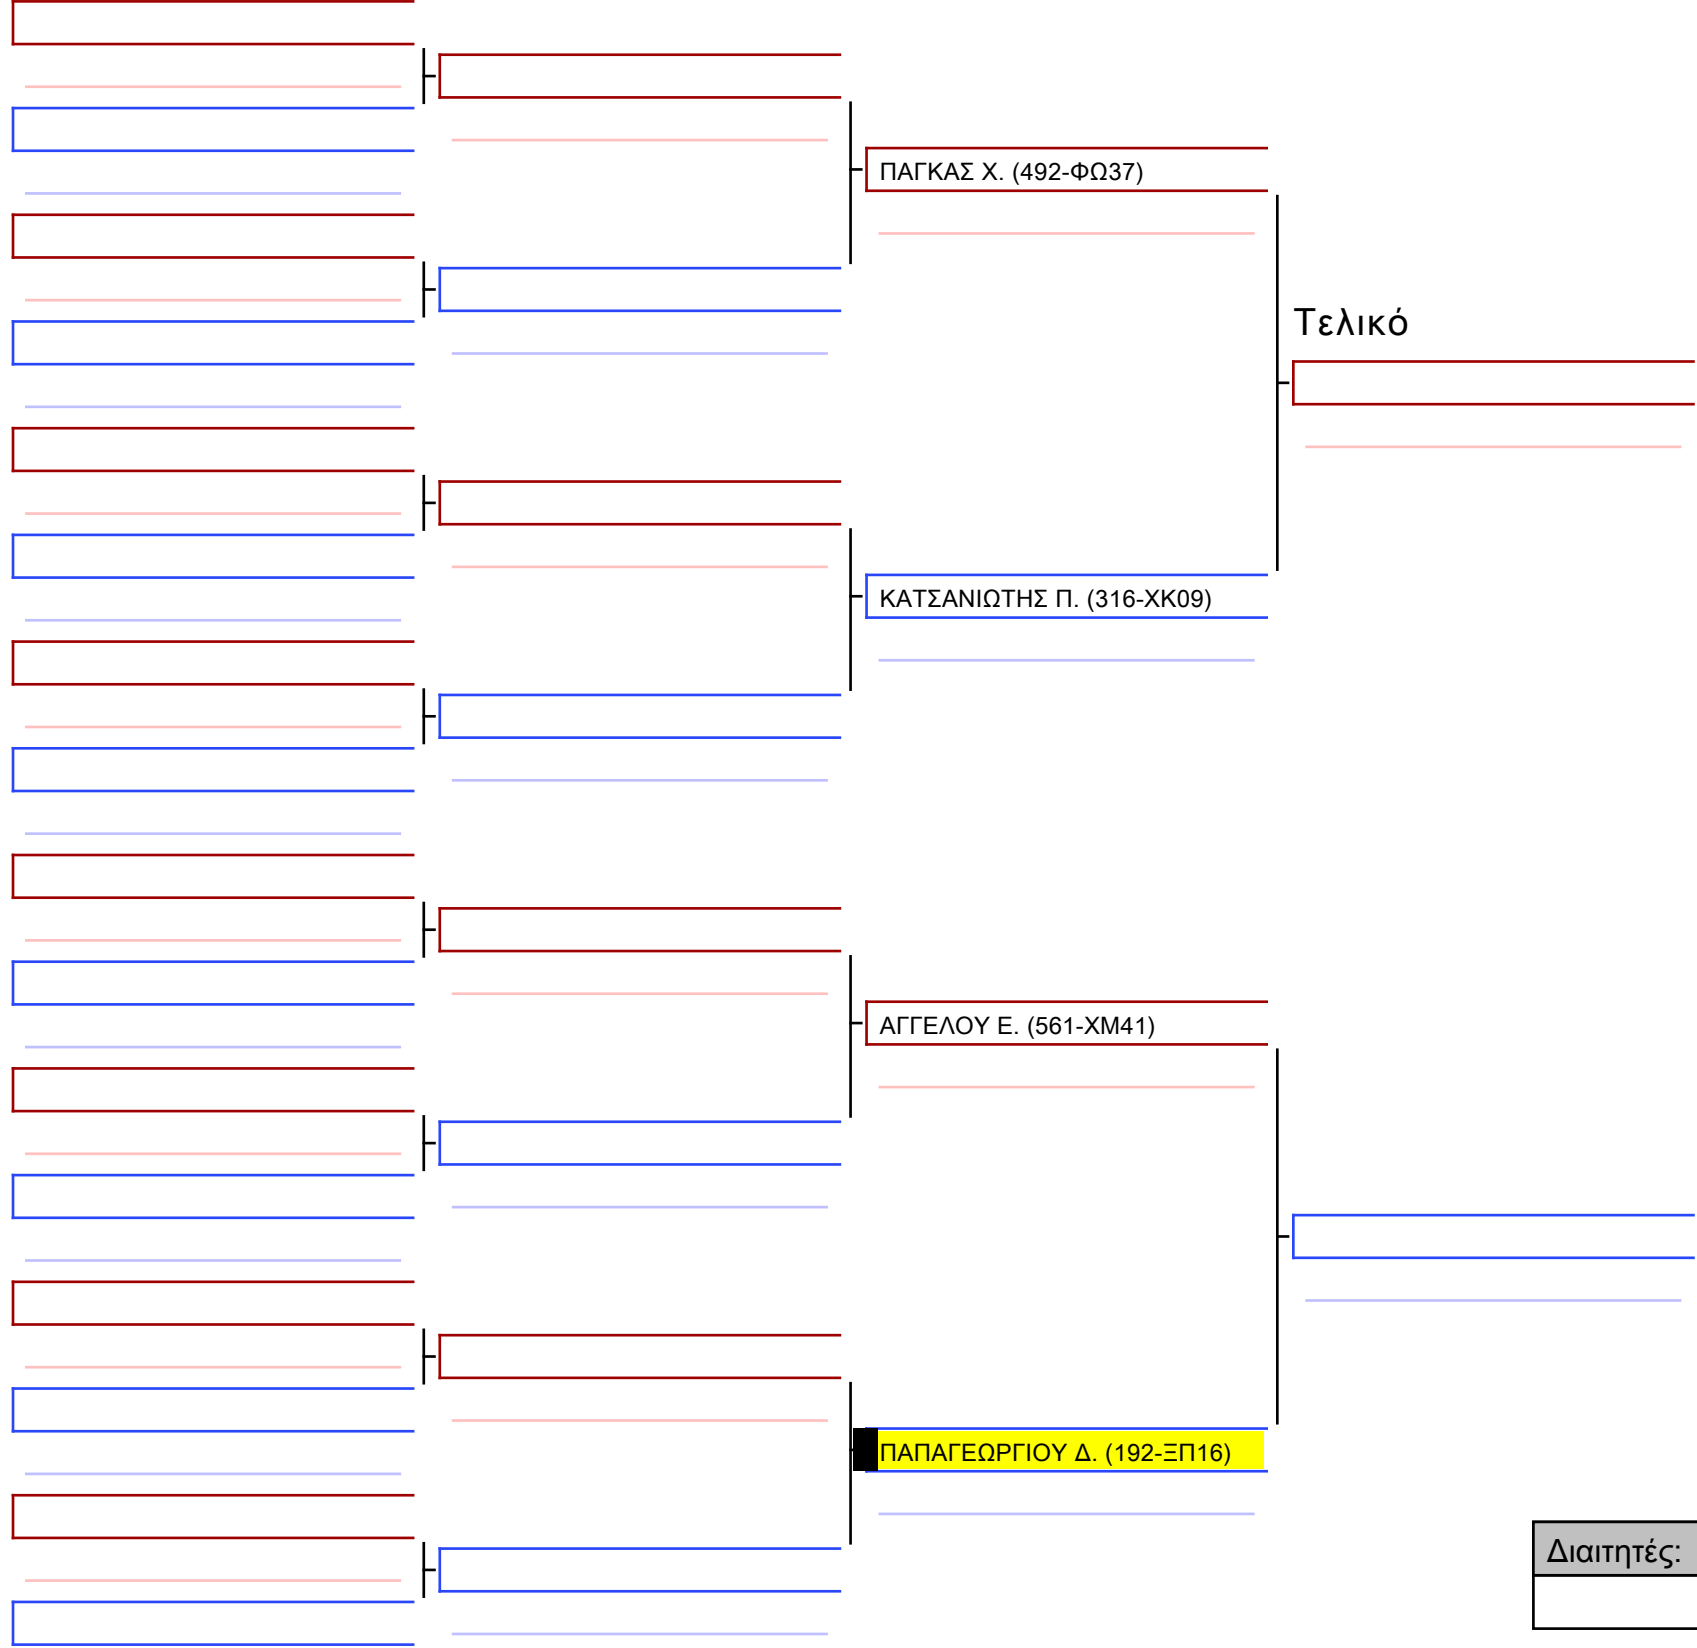 ΠΑΓΚΑΣ Χ. (492-ΦΩ37)
Τελικό
ΚΑΤΣΑΝΙΩΤΗΣ Π. (316-ΧΚ09)
ΑΓΓΕΛΟΥ Ε. (561-ΧΜ41)
ΠΑΠΑΓΕΩΡΓΙΟΥ Δ. (192-ΞΠ16)
Διαιτητές: